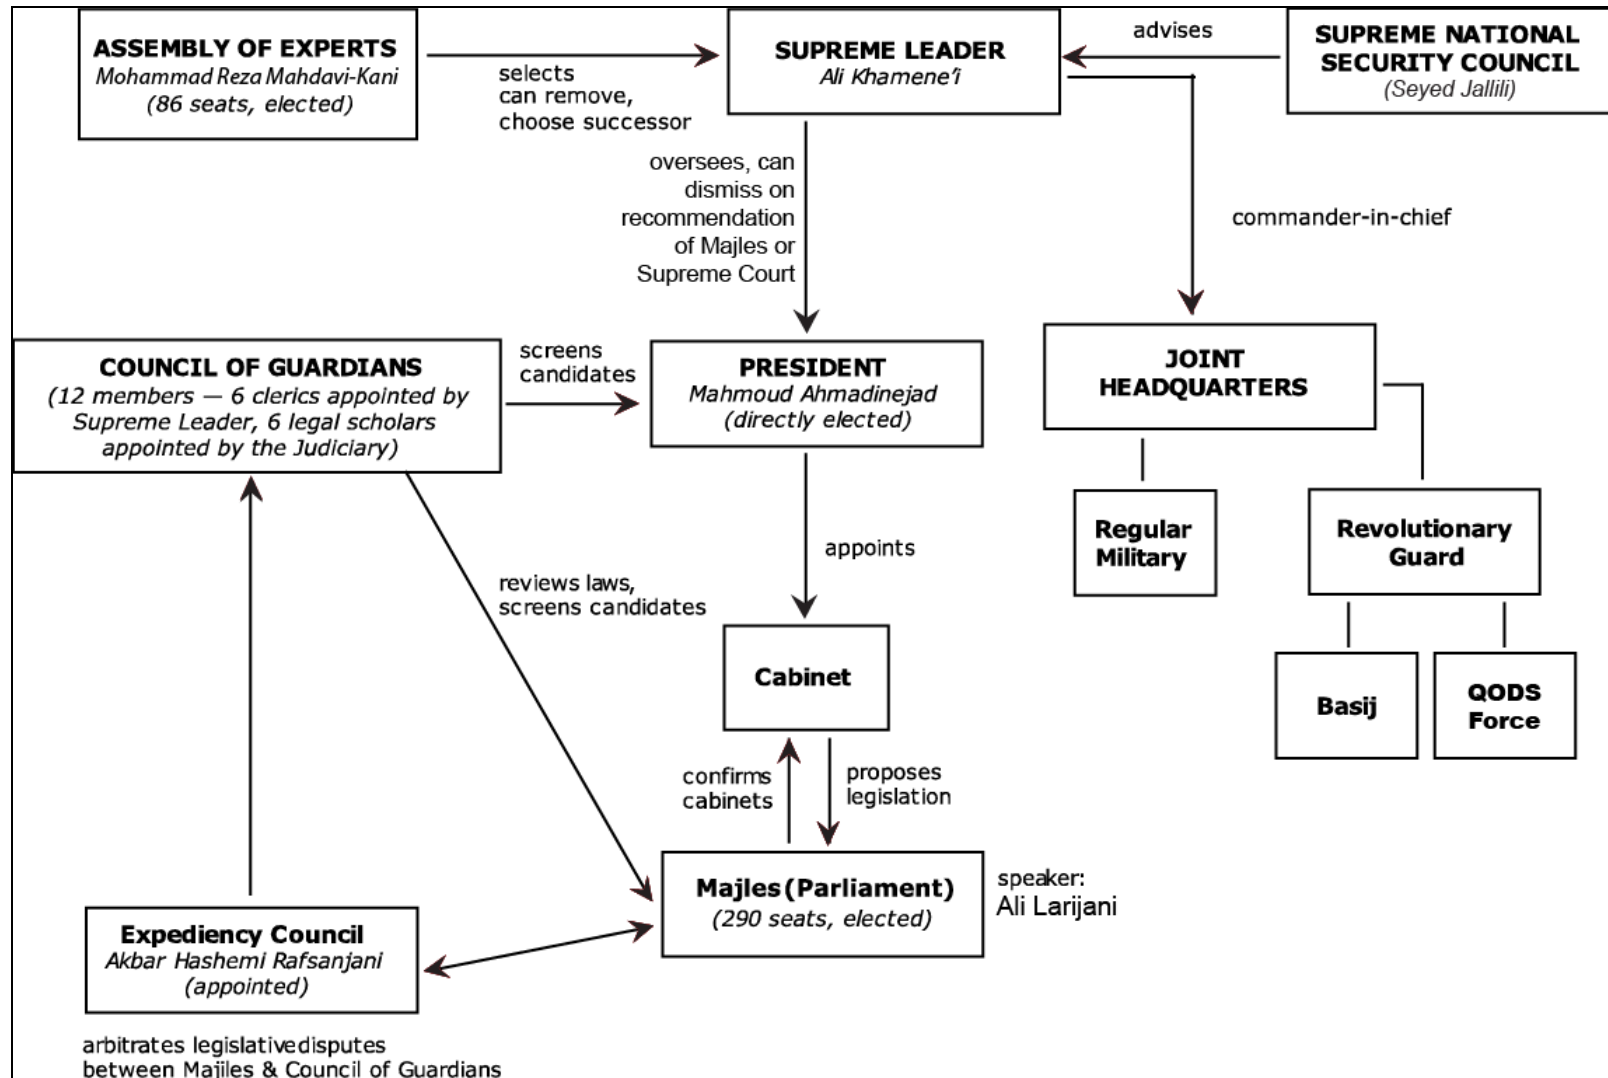 ASSEMBLY OF EXPERTS
Mohammad Reza Mahdavi-Kani
(86 seats, elected)
selects
can remove,
choose successor
SUPREME LEADER
Ali Khamene'i
advises
SUPREME NATIONAL
SECURITY COUNCIL
(Seyed Jallili)
oversees, can
dismiss on
recommendation
of Majles or
Supreme Court
commander-in-chief
COUNCIL OF GUARDIANS
(12 members — 6 clerics appointed by
Supreme Leader, 6 legal scholars
appointed by the Judiciary)
screens
candidates
PRESIDENT
Mahmoud Ahmadinejad
(directly elected)
JOINT
HEADQUARTERS
Regular
Military
Revolutionary
Guard
appoints
reviews laws,
screens candidates
Cabinet
Basij
QODS
Force
confirms
cabinets
proposes
legislation
Majles (Parliament)
(290 seats, elected)
speaker:
Ali Larijani
Expediency Council
Akbar Hashemi Rafsanjani
(appointed)
arbitrates legislative disputes
between Majiles & Council of Guardians